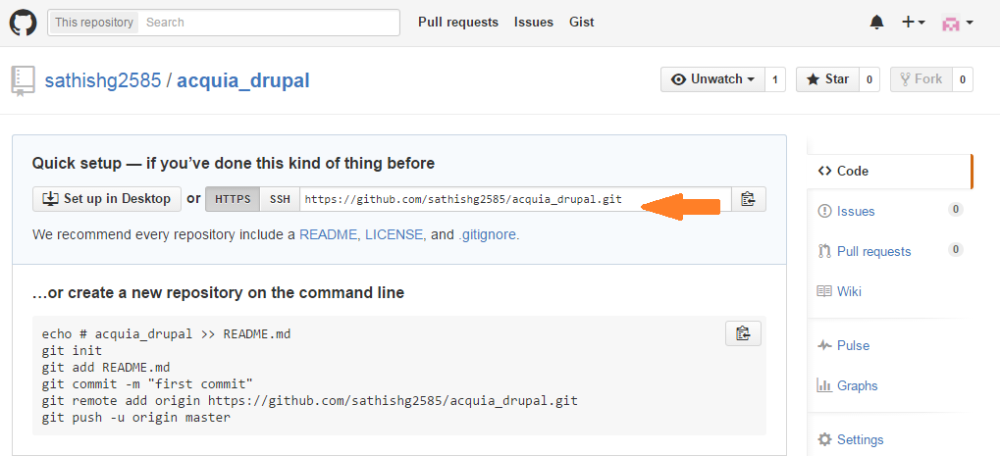 This repository Search Pull requests Issues Gist
sathishg2585 / acquia_drupal Unwatch 1 Star 0 Fork 0
Quick setup — if you’ve done this kind of thing before
Set up in Desktop or HTTPS SSH https://github.com/sathishg2585/acquia_drupal.git
We recommend every repository include a README, LICENSE, and .gitignore.
…or create a new repository on the command line
echo # acquia_drupal >> README.md
git init
git add README.md
git commit -m "first commit"
git remote add origin https://github.com/sathishg2585/acquia_drupal.git
git push -u origin master
Code
Issues 0
Pull requests 0
Wiki
Pulse
Graphs
Settings